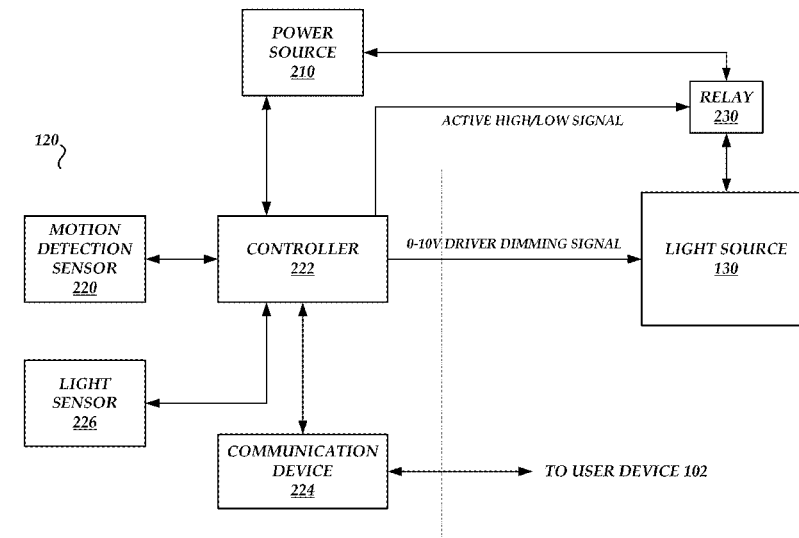 POWER
SOURCE
210
RELAY
230
ACTIVE HIGH/LOW SIGNAL
120
MOTION
DETECTION
SENSOR
220
CONTROLLER
222
0-10V DRIVER DIMMING SIGNAL
LIGHT SOURCE
130
LIGHT
SENSOR
226
COMMUNICATION
DEVICE
224
TO USER DEVICE 102